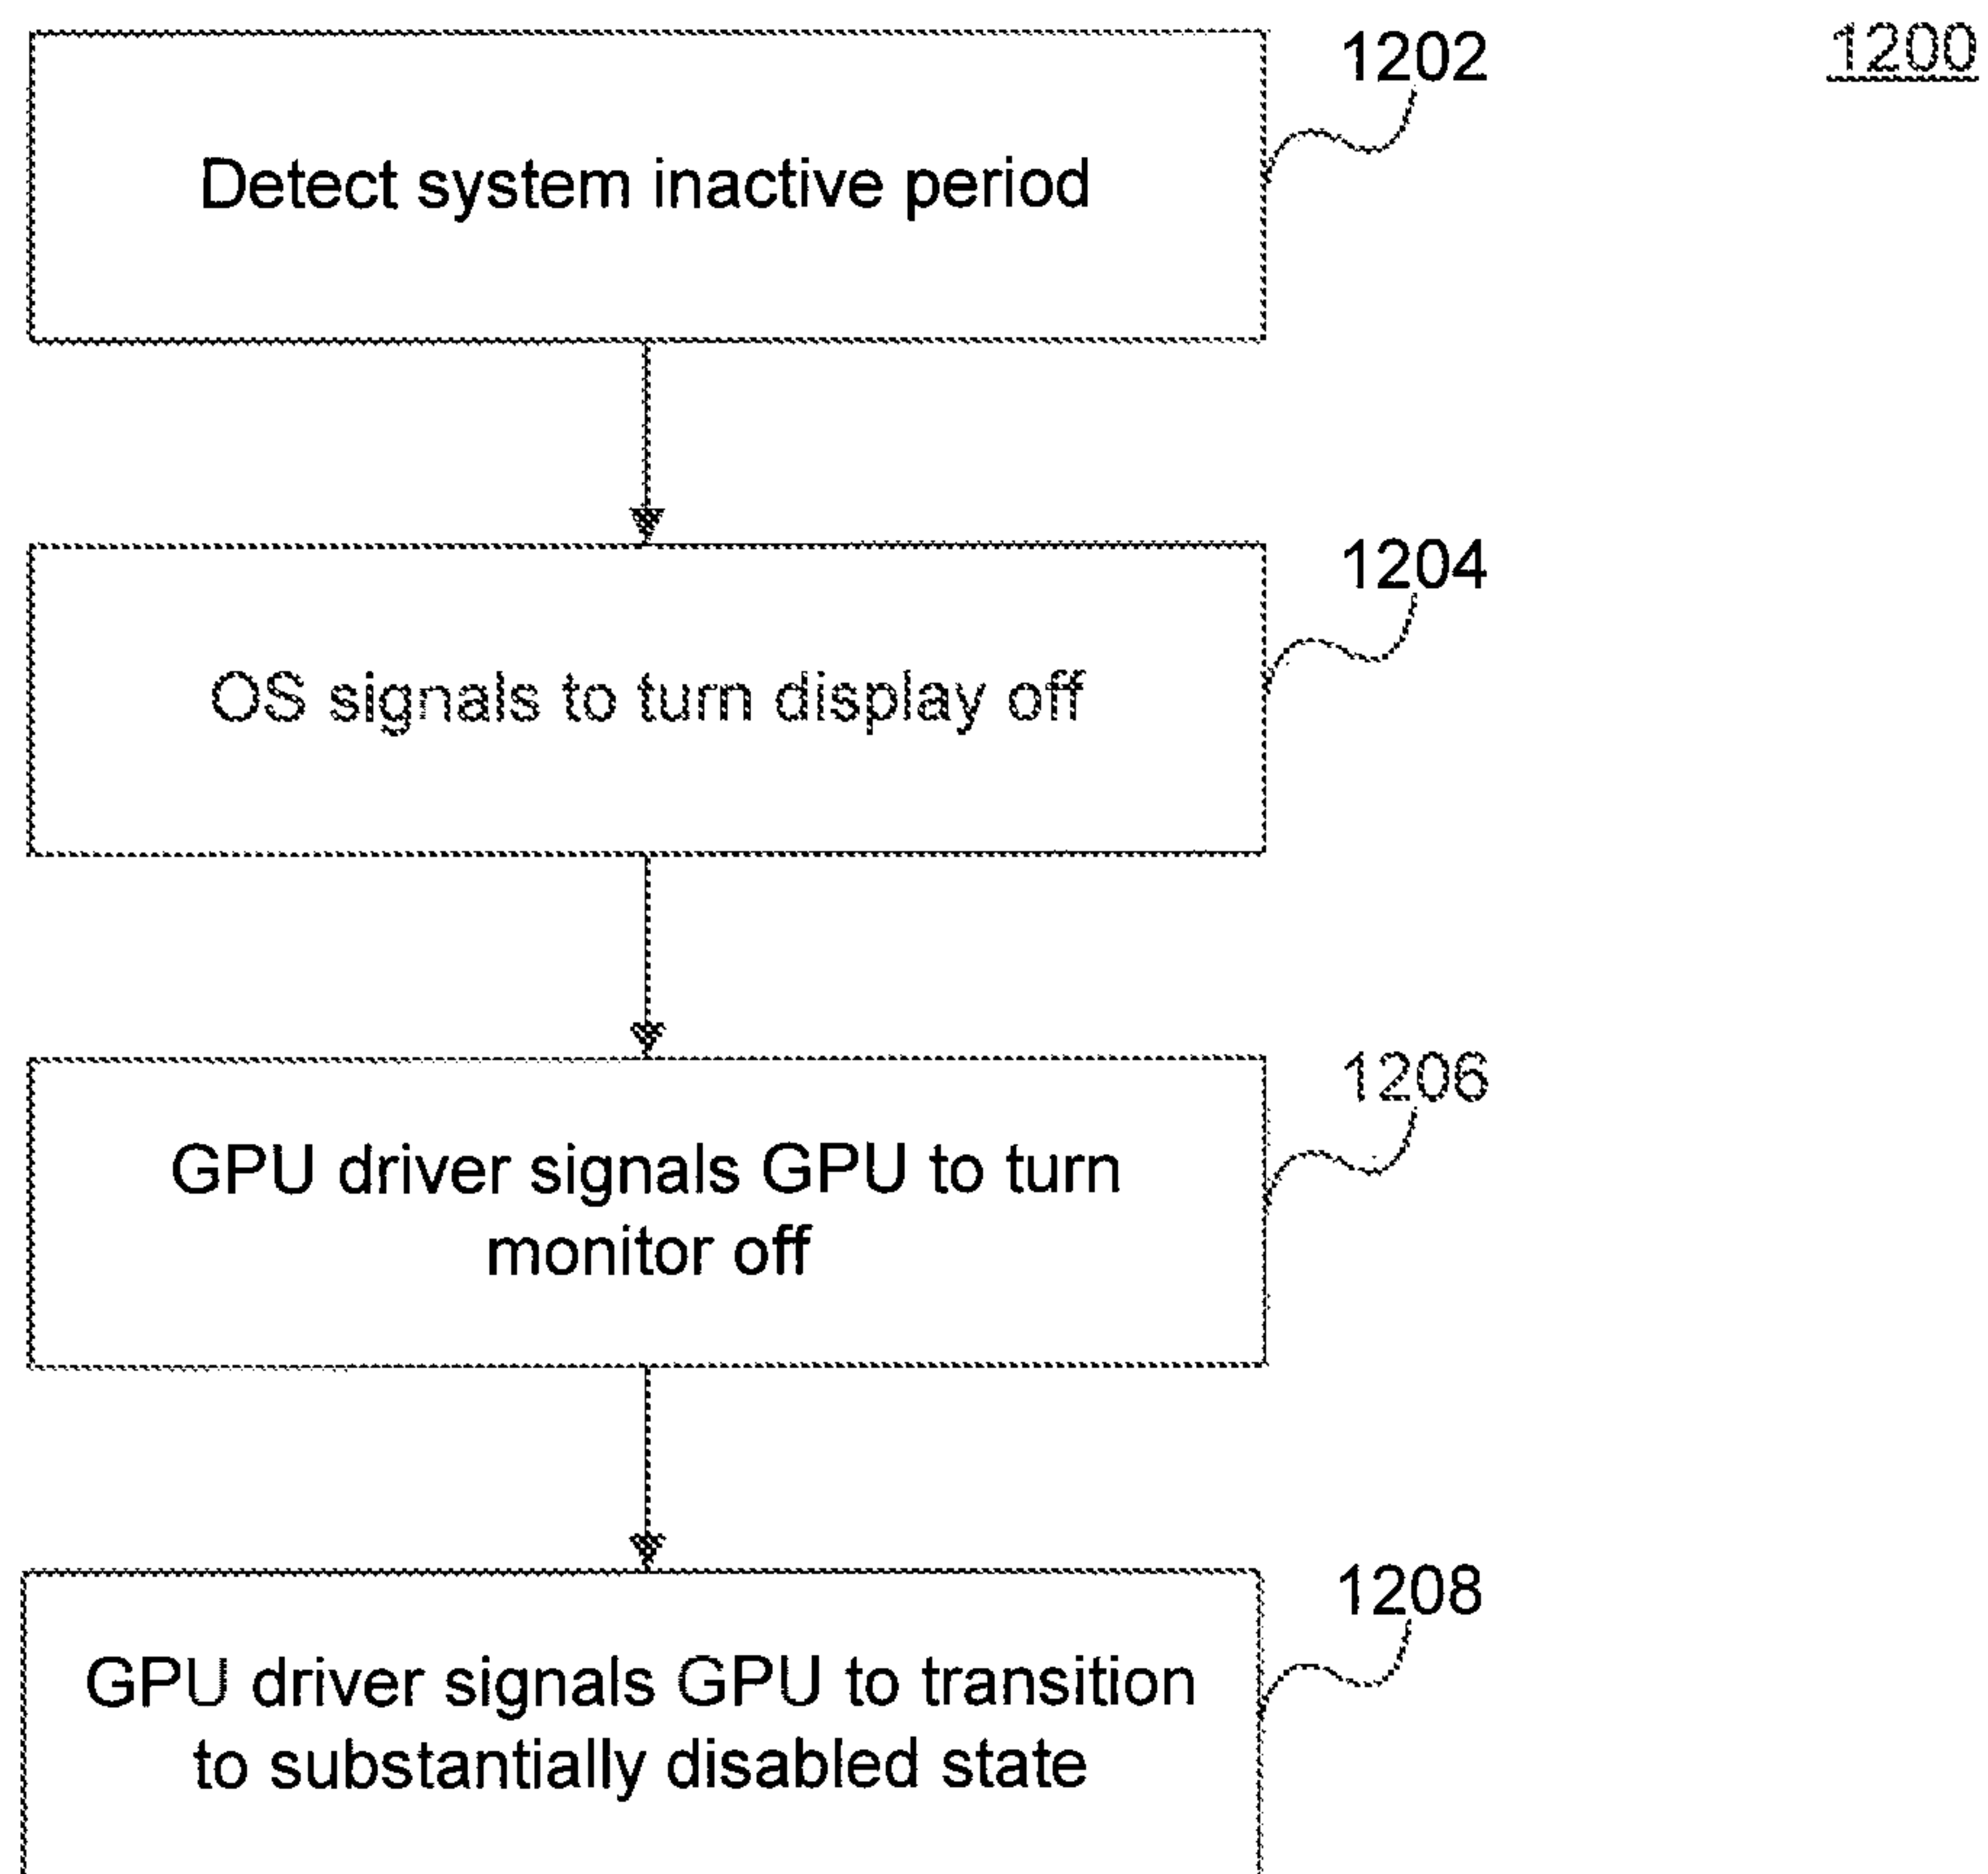 1202
1200
Detect system inactive period
1204
OS signals to turn display off
1206
GPU driver signals GPU to turn
monitor off
1208
GPU driver signals GPU to transition
to substantially disabled state